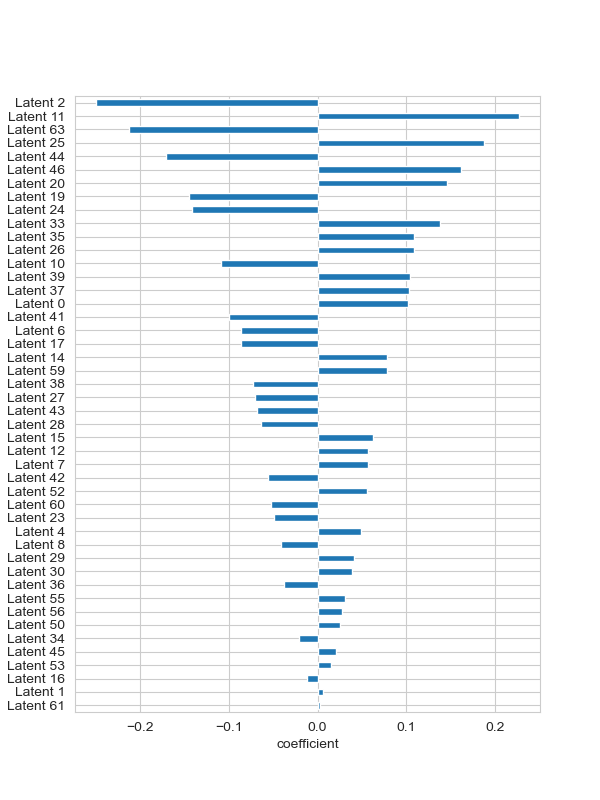 Latent 2
Latent 11
Latent 63
Latent 25
Latent 44
Latent 46
Latent 20
Latent 19
Latent 24
Latent 33
Latent 35
Latent 26
Latent 10
Latent 39
Latent 37
Latent 0
Latent 41
Latent 6
Latent 17
Latent 14
Latent 59
Latent 38
Latent 27
Latent 43
Latent 28
Latent 15
Latent 12
Latent 7
Latent 42
Latent 52
Latent 60
Latent 23
Latent 4
Latent 8
Latent 29
Latent 30
Latent 36
Latent 55
Latent 56
Latent 50
Latent 34
Latent 45
Latent 53
Latent 16
Latent 1
Latent 61
−0.2 −0.1 0.0 0.1 0.2
coefficient